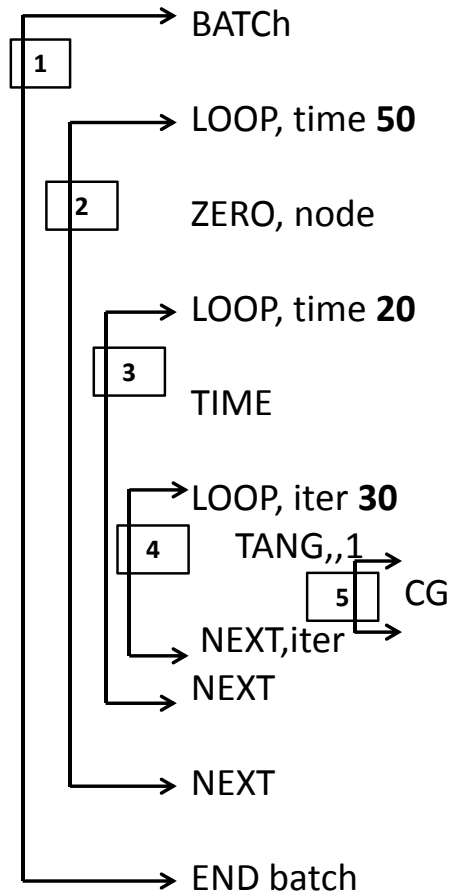 BATCh
1
LOOP, time 50
2
ZERO, node
LOOP, time 20
3
TIME
LOOP, iter 30
4
TANG,,1
5
CG
NEXT,iter
NEXT
NEXT
END batch